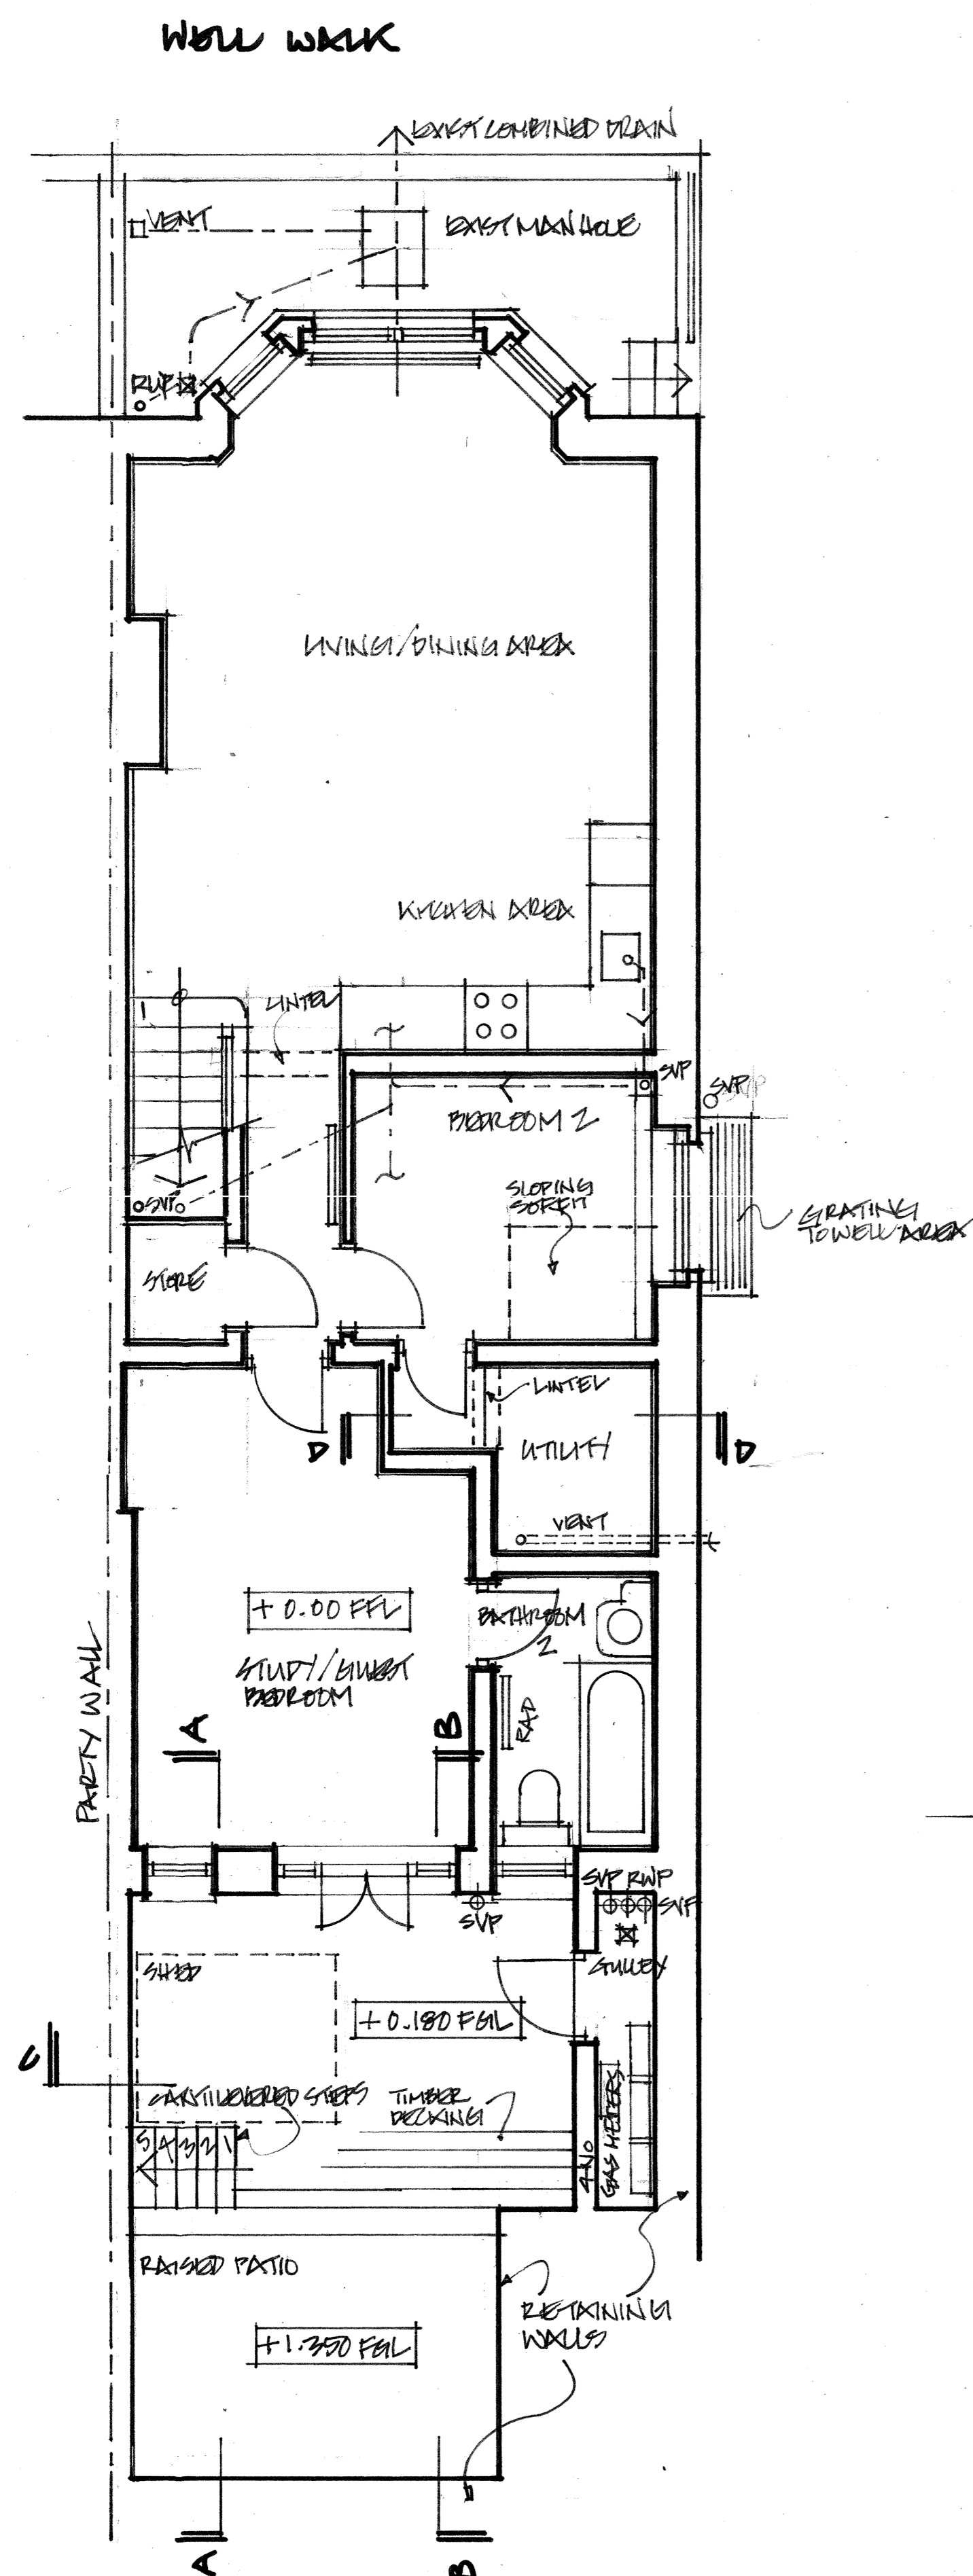 WELL WALK
EXIST COMBINED DRAIN
VENT
EXIST MANHOLE
RWP
LIVING/DINING AREA
KITCHEN AREA
LINTEL
1
SVP
SVP
BEDROOM 2
SVP
SLOPING
SOFFIT
GRATING
TO WELL AREA
STORE
LINTEL
D
D
UTILITY
VENT
+ 0.00 FFL
BATHROOM
2
STUDY/GUEST
BEDROOM
PARTY WALL
RAD
A
B
SVP RWP
SVP
SVP
GULLEY
SHED
+0.180 FGL
C
CANTILEVERED STEPS
TIMBER
DECKING
5 4 3 2 1
4 NO
GAS METERS
RAISED PATIO
RETAINING
WALLS
+1.350 FGL
A
B